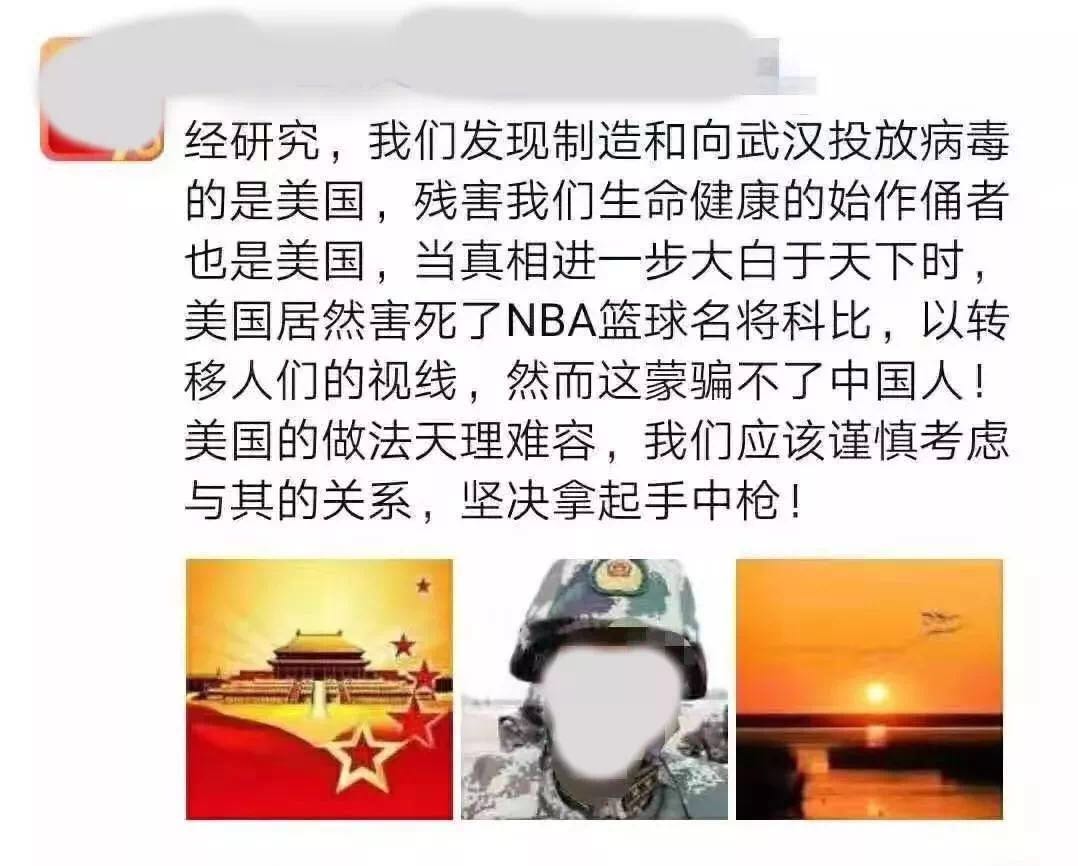 经研究，我们发现制造和向武汉投放病毒
的是美国，残害我们生命健康的始作俑者
也是美国，当真相进一步大白于天下时，
美国居然害死了NBA篮球名将科比，以转
移人们的视线，然而这蒙骗不了中国人！
美国的做法天理难容，我们应该谨慎考虑
与其的关系，坚决拿起手中枪！